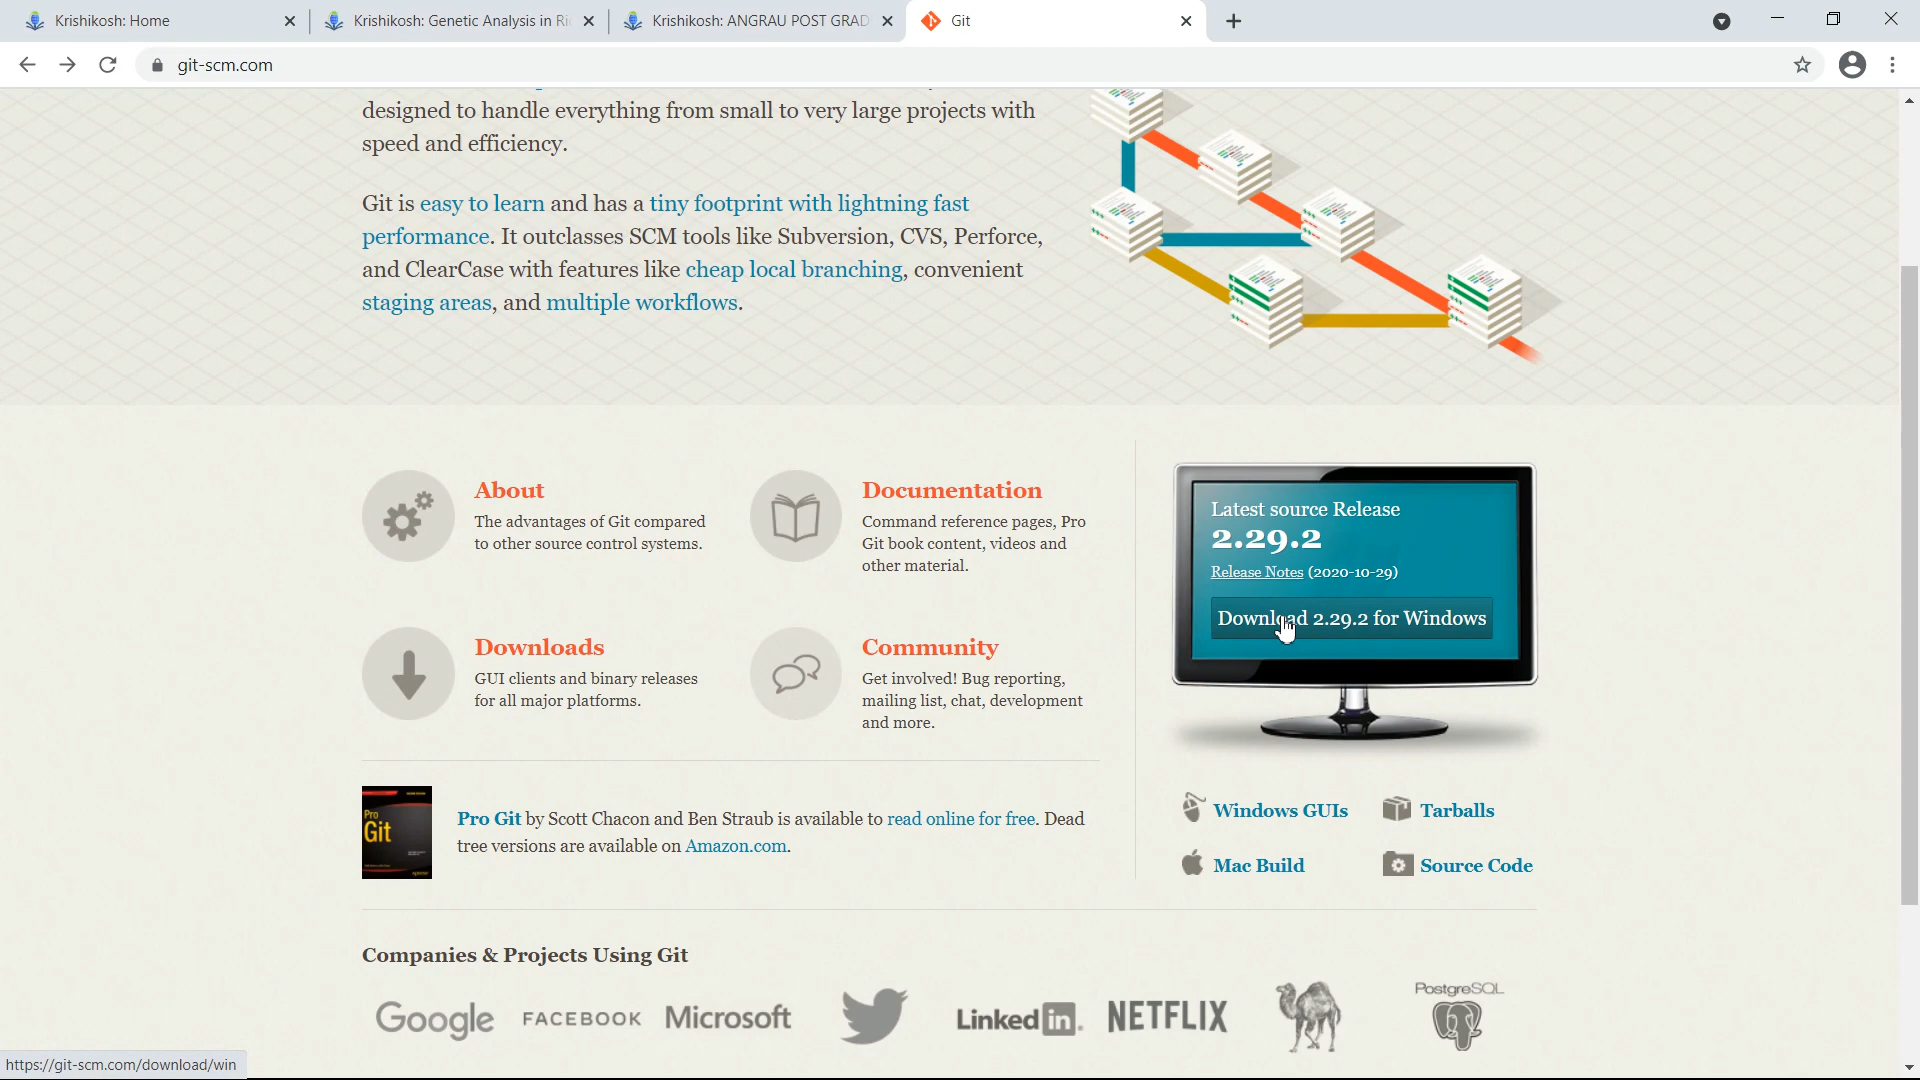 Krishikosh: Home
Krishikosh: Genetic Analysis in Ri
Krishikosh: ANGRAU POST GRAD
Git
git-scm.com
designed to handle everything from small to very large projects with
speed and efficiency.
Git is easy to learn and has a tiny footprint with lightning fast
performance. It outclasses SCM tools like Subversion, CVS, Perforce,
and ClearCase with features like cheap local branching, convenient
staging areas, and multiple workflows.
About
The advantages of Git compared
to other source control systems.
Documentation
Command reference pages, Pro
Git book content, videos and
other material.
Downloads
GUI clients and binary releases
for all major platforms.
Community
Get involved! Bug reporting,
mailing list, chat, development
and more.
Latest source Release
2.29.2
Release Notes (2020-10-29)
Download 2.29.2 for Windows
Windows GUIs
Tarballs
Mac Build
Source Code
Pro
Git
Pro Git by Scott Chacon and Ben Straub is available to read online for free. Dead
tree versions are available on Amazon.com.
Companies & Projects Using Git
Google
FACEBOOK
Microsoft
Linked in
NETFLIX
PostgreSQL
https://git-scm.com/download/win